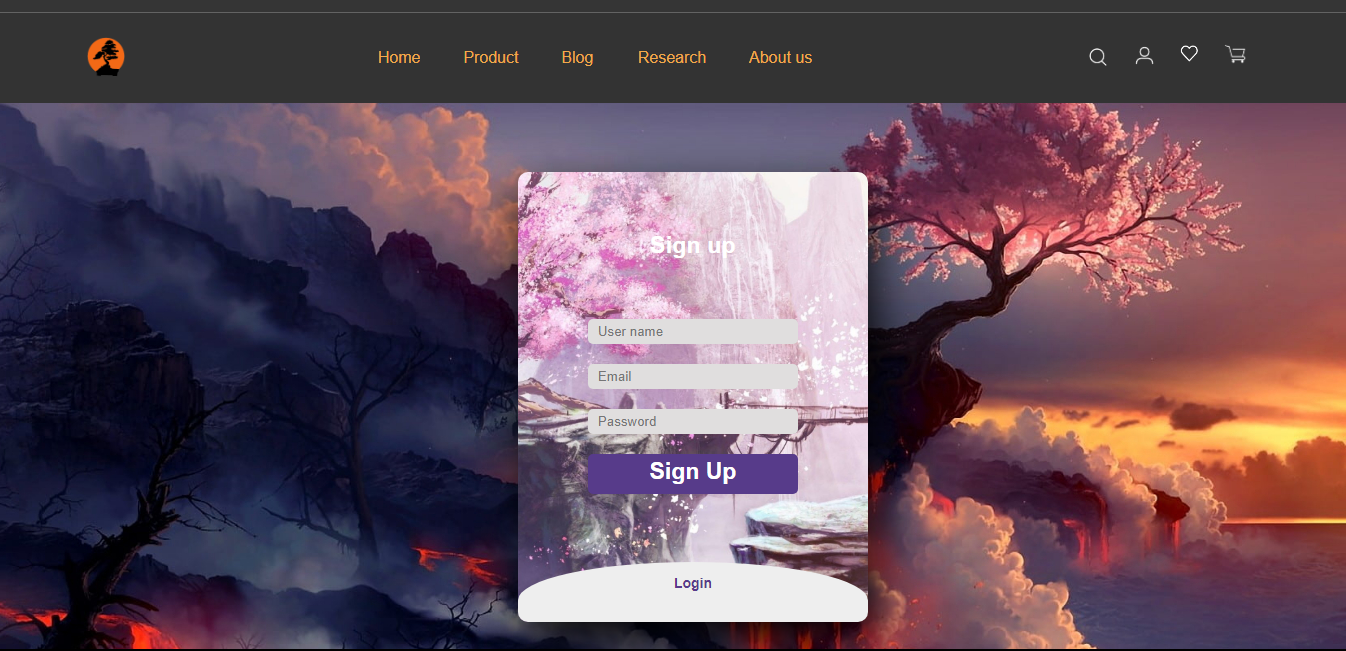 Home Product Blog Research About us
Sign up
User name
Email
Password
Sign Up
Login